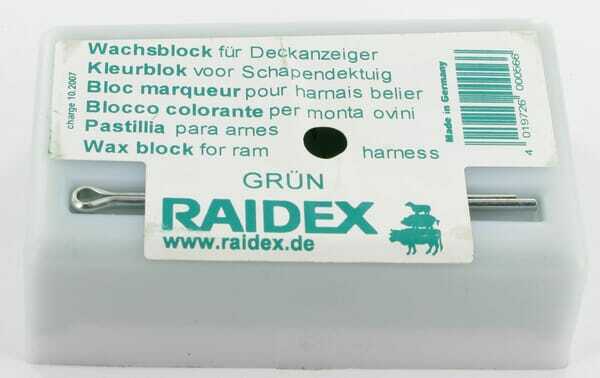 Wachsblock für Deckanzeiger
Kleurblok voor Schapendektuig
Bloc marqueur pour harnais belier
Blocco colorante per monta ovini
Pastillia para arnes
Wax block for ram harness
GRÜN
RAIDEX
www.raidex.de
charge 10.2007
Made in Germany
4 019726 000566